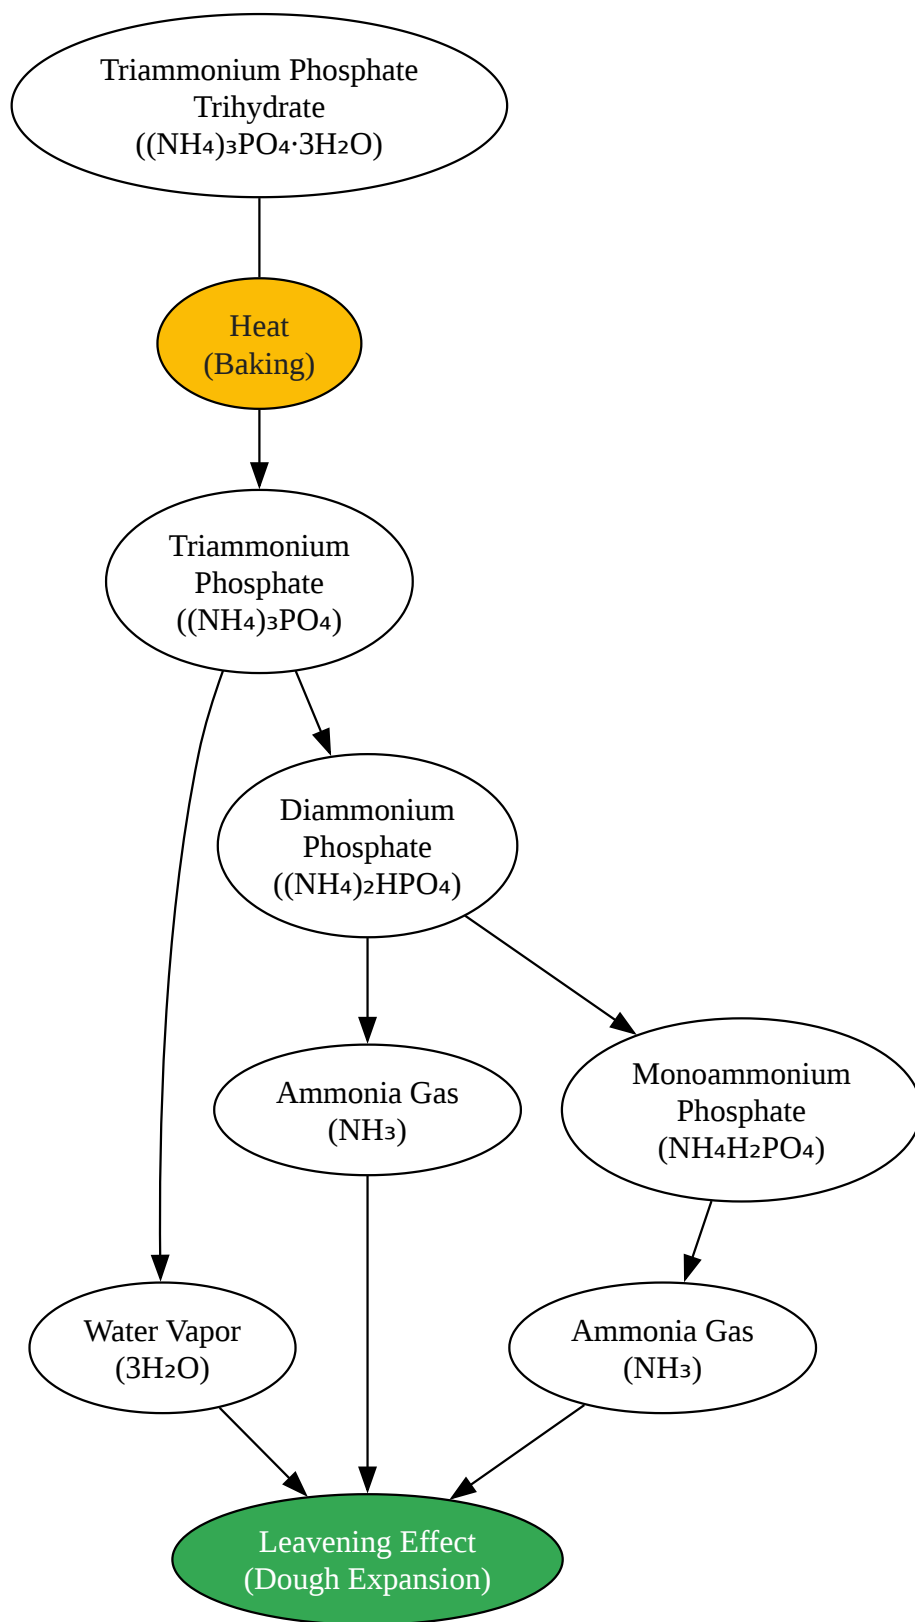 Triammonium Phosphate
Trihydrate
((NH₄)₃PO₄·3H₂O)
Heat
(Baking)
Triammonium
Phosphate
((NH₄)₃PO₄)
Diammonium
Phosphate
((NH₄)₂HPO₄)
Ammonia Gas
(NH₃)
Monoammonium
Phosphate
(NH₄H₂PO₄)
Water Vapor
(3H₂O)
Ammonia Gas
(NH₃)
Leavening Effect
(Dough Expansion)